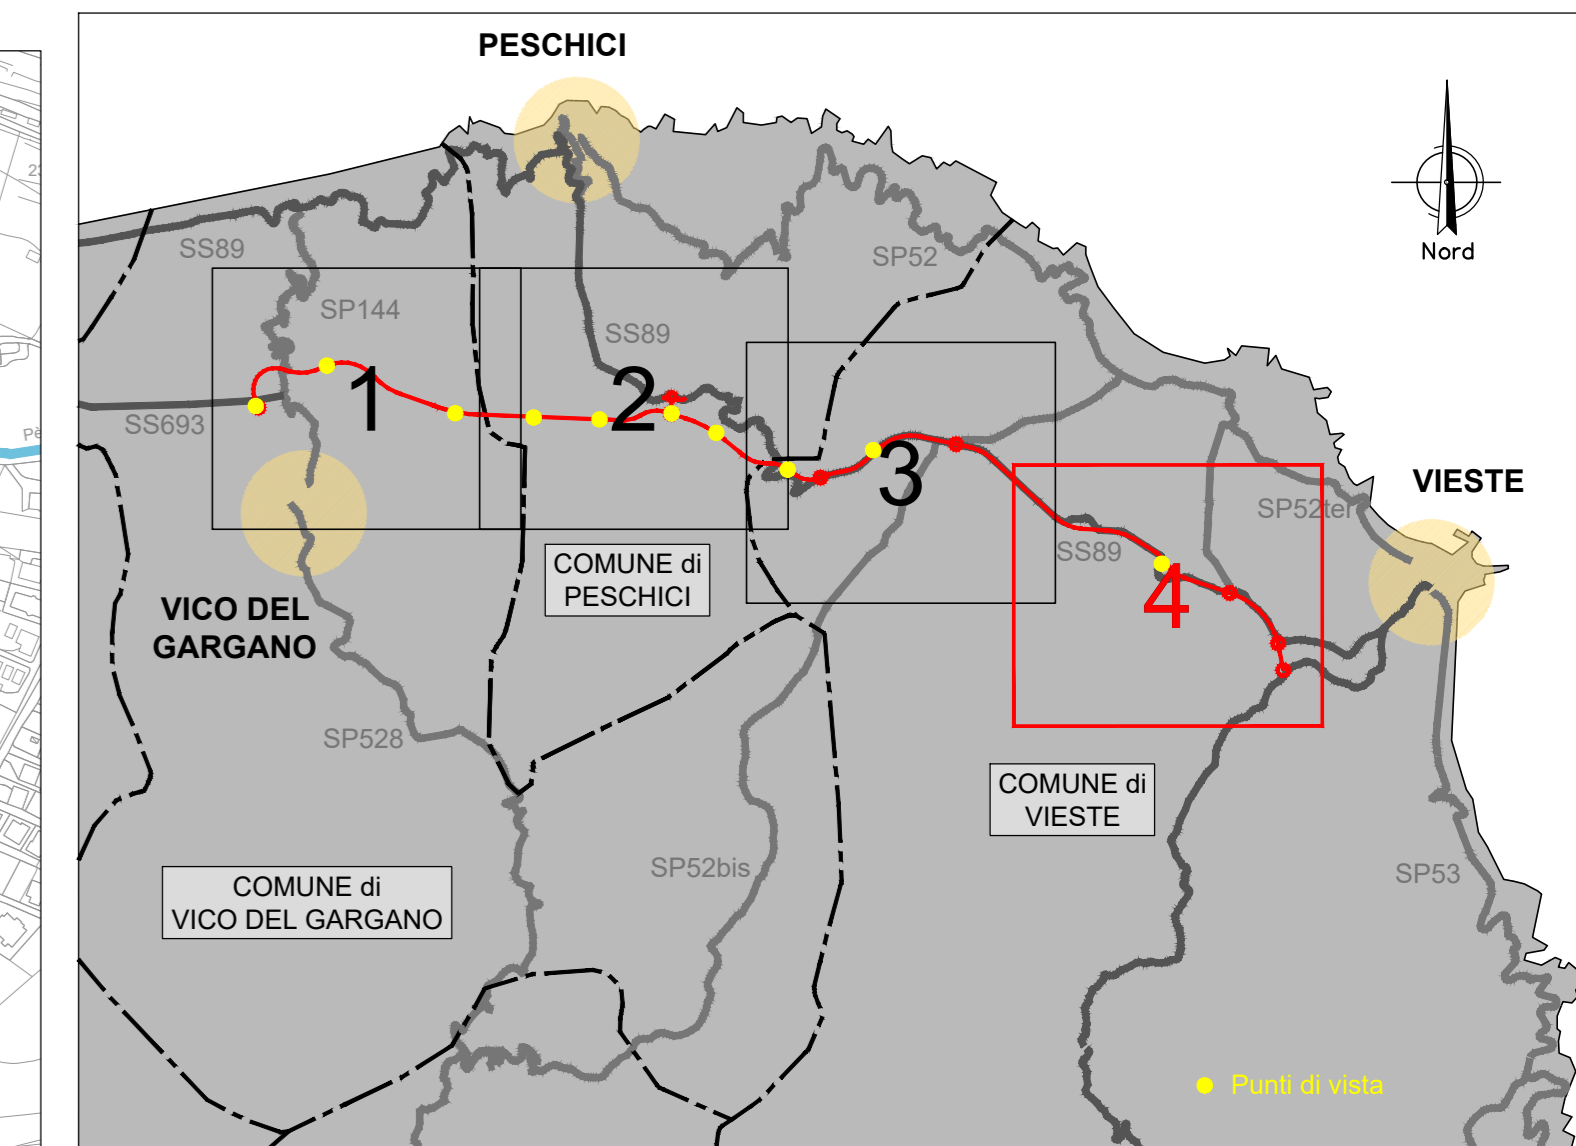 PESCHICI
Nord
SS89
SP52
SP144
SS89
1
2
SS693
3
VIESTE
SP52ter
SS89
COMUNE di
PESCHICI
4
VICO DEL
GARGANO
SP528
COMUNE di
VIESTE
SP52bis
SP53
COMUNE di
VICO DEL GARGANO
Punti di vista